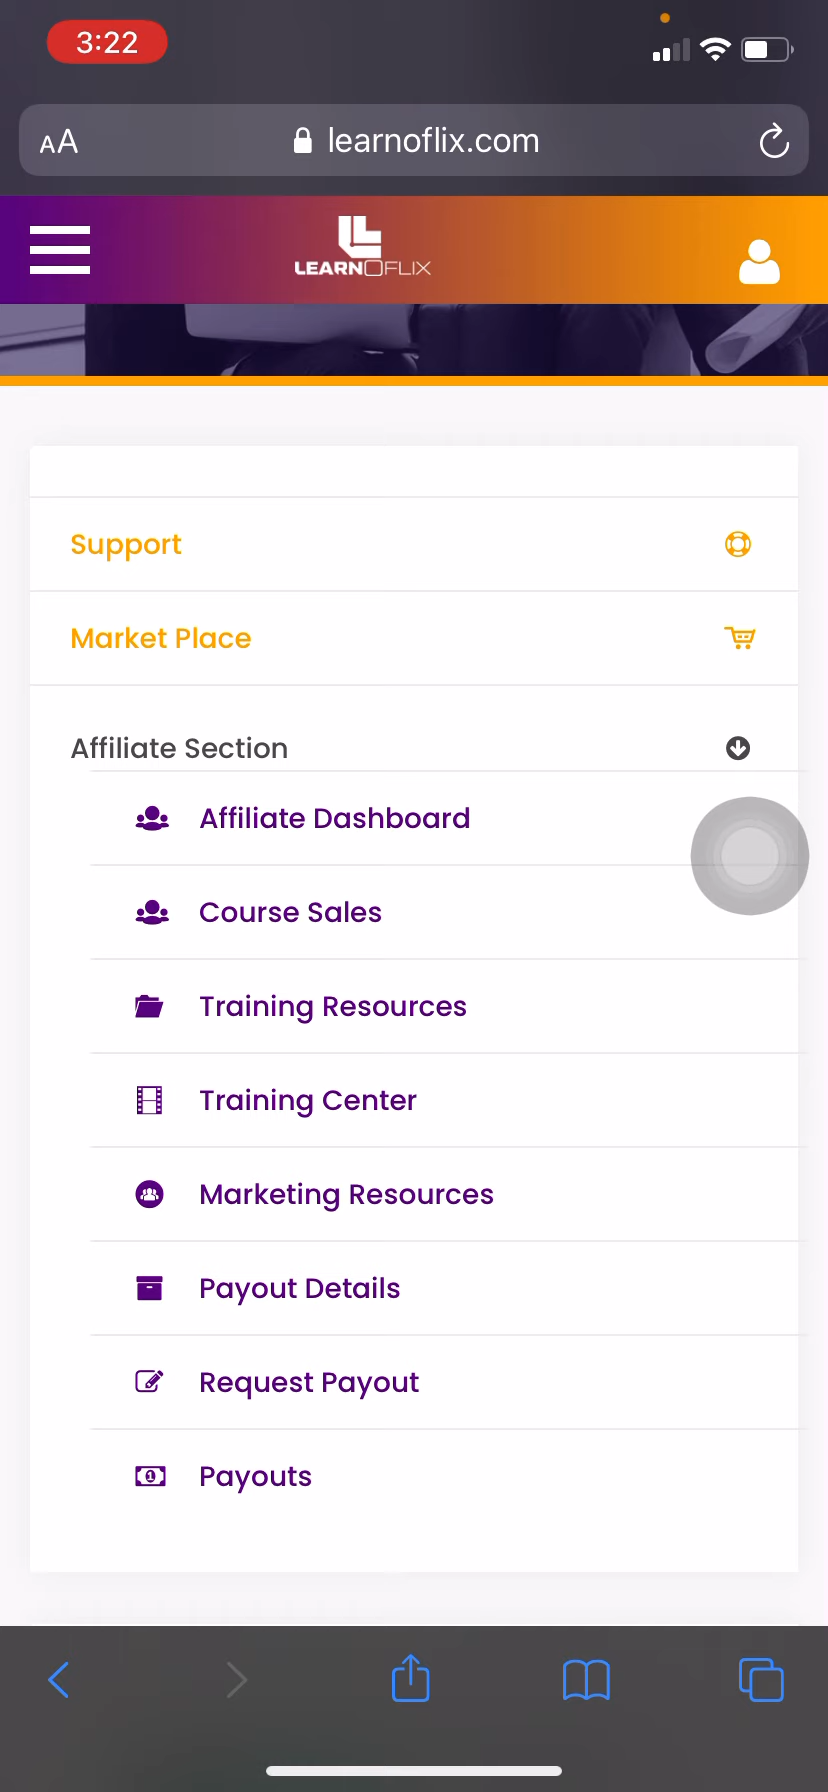 3:22
AA
learnoflix.com
LEARNOFLIX
Support
Market Place
Affiliate Section
Affiliate Dashboard
Course Sales
Training Resources
Training Center
Marketing Resources
Payout Details
Request Payout
Payouts